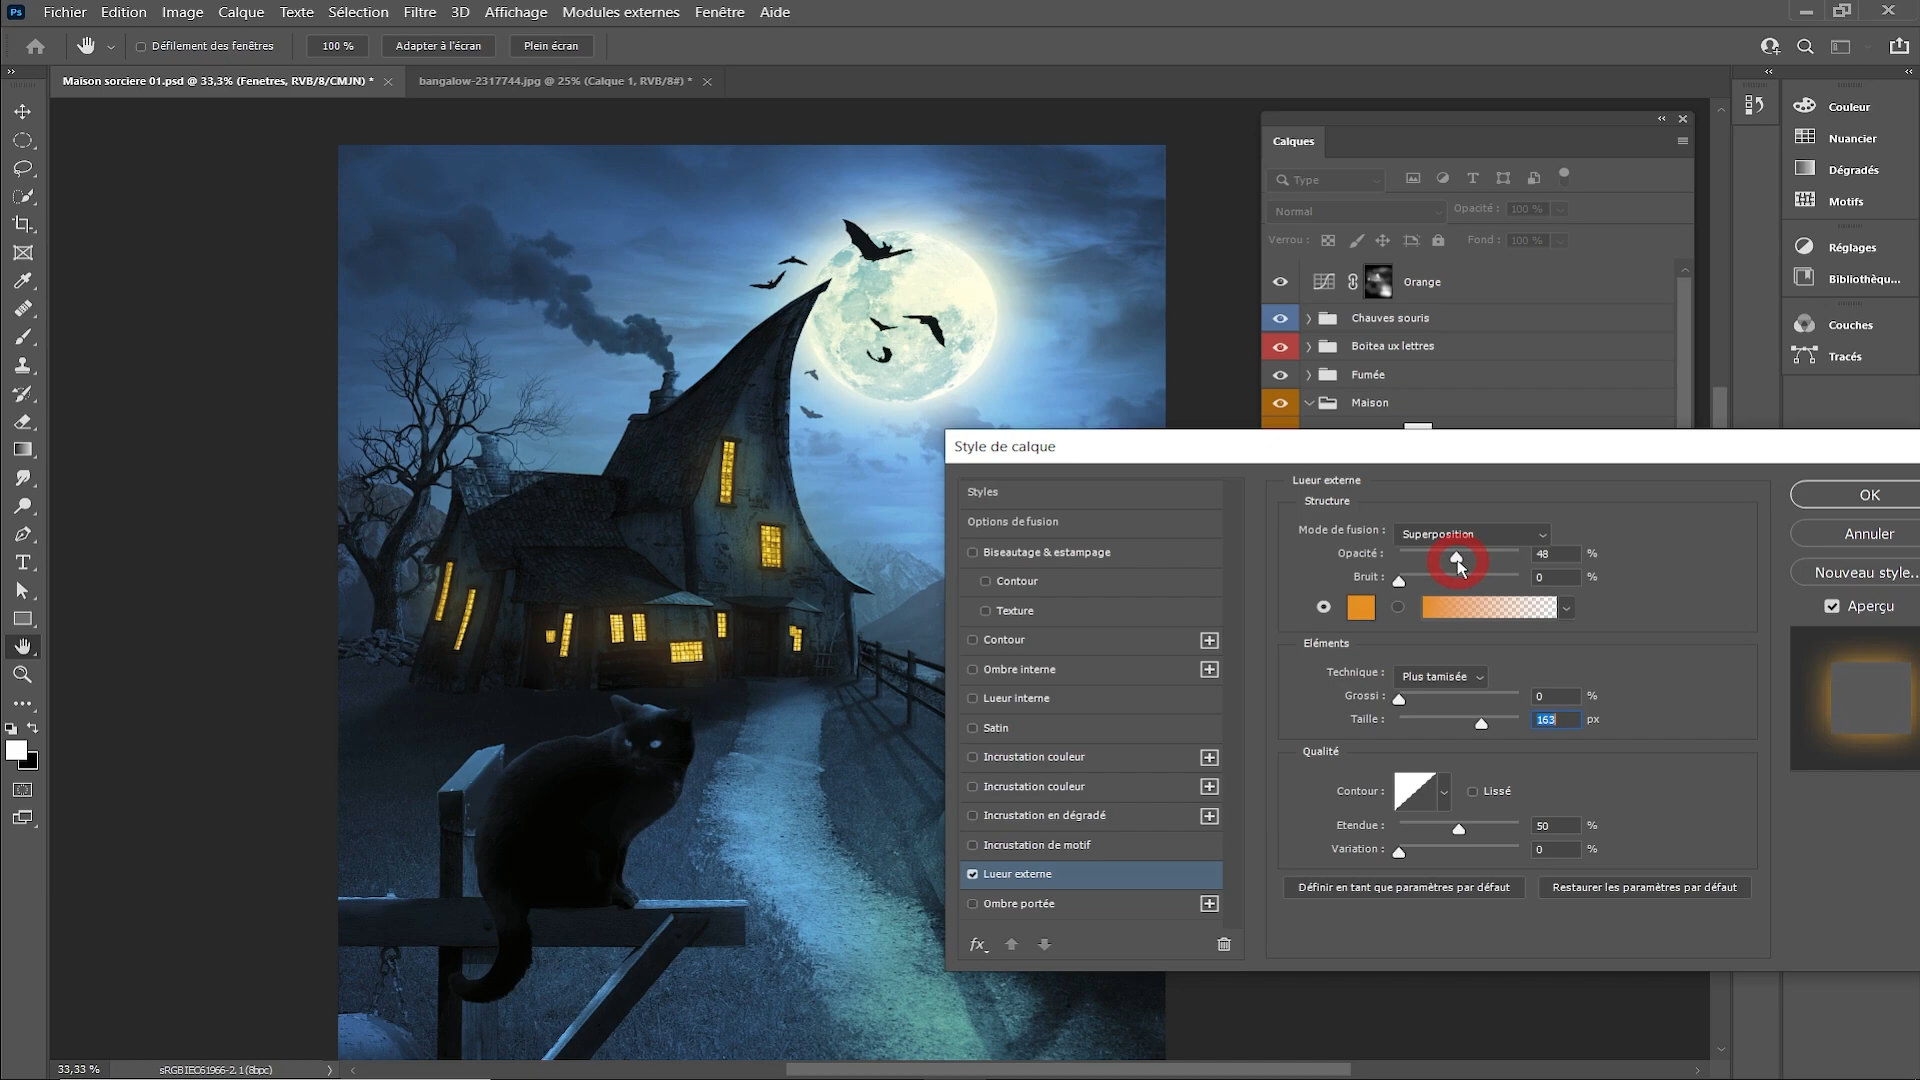 Ps Fichier Edition Image Calque Texte Sélection Filtre 3D Affichage Modules externes Fenêtre Aide
Défilement des fenêtres 100 % Adapter à l'écran Plein écran
Maison sorciere 01.psd @ 33,3% (Fenetres, RVB/8/CMJN) * bangalow-2317744.jpg @ 25% (Calque 1, RVB/8#) *
Calques
Type
Normal Opacité : 100 %
Verrou : Fond : 100 %
Orange
Chauves souris
Boitea ux lettres
Fumée
Maison
Couleur
Nuancier
Dégradés
Motifs
Réglages
Bibliothèqu...
Couches
Tracés
Style de calque
Styles
Options de fusion
Biseautage & estampage
Contour
Texture
Contour
Ombre interne
Lueur interne
Satin
Incrustation couleur
Incrustation couleur
Incrustation en dégradé
Incrustation de motif
Lueur externe
Ombre portée
fx
Lueur externe
Structure
Mode de fusion : Superposition
Opacité : 48 %
Bruit : 0 %
Eléments
Technique : Plus tamisée
Grossi : 0 %
Taille : 163 px
Qualité
Contour : Lissé
Etendue : 50 %
Variation : 0 %
Définir en tant que paramètres par défaut Restaurer les paramètres par défaut
OK
Annuler
Nouveau style...
Aperçu
33,33 % sRGB IEC61966-2.1 (8bpc)